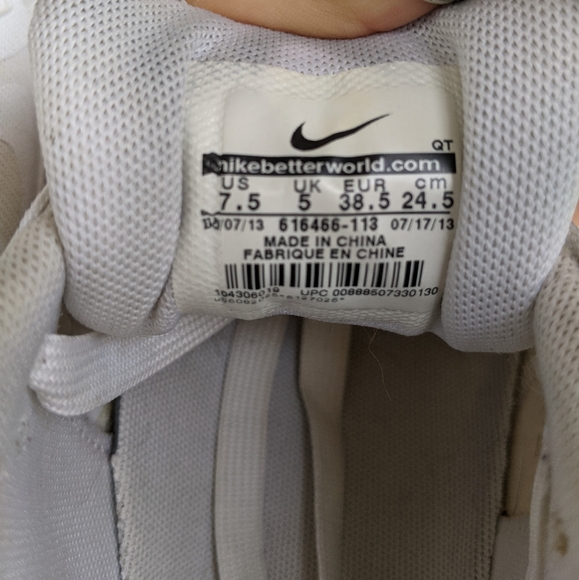 QT
nikebetterworld.com
US UK EUR cm
7.5 5 38.5 24.5
/07/13 616466-113 07/17/13
MADE IN CHINA
FABRIQUE EN CHINE
UPC 00888507330130